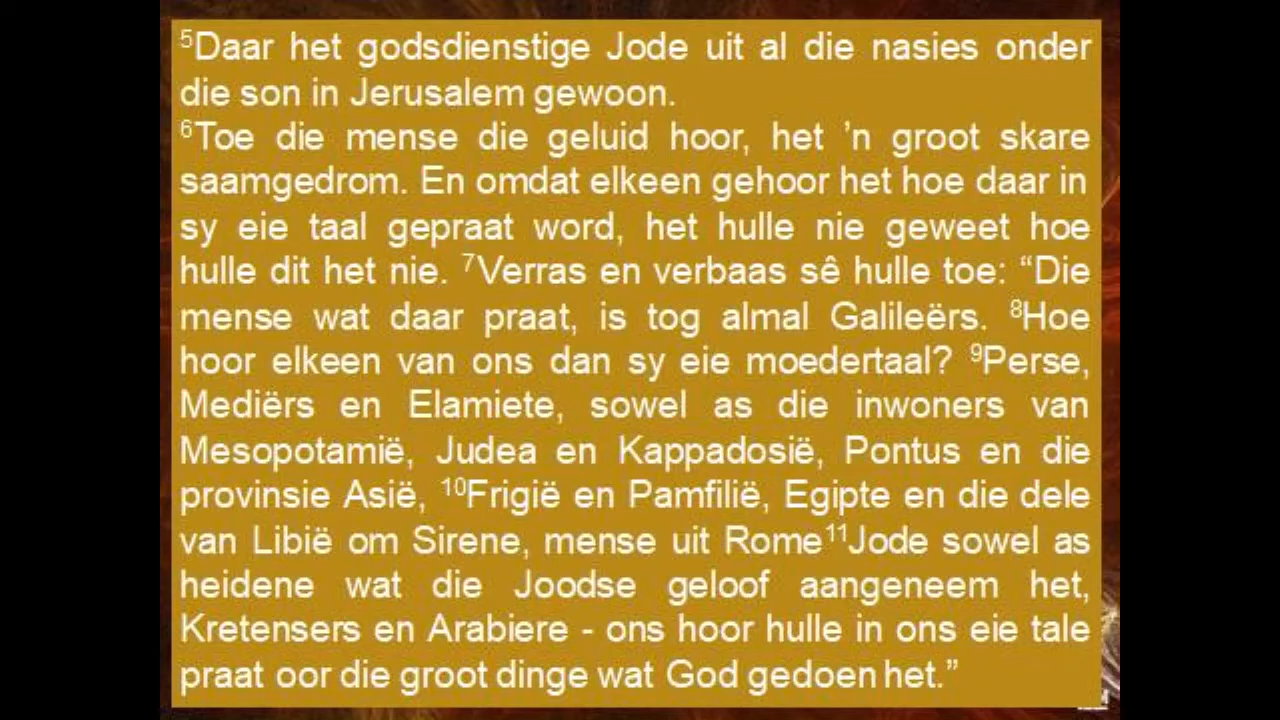 ⁵Daar het godsdienstige Jode uit al die nasies onder
die son in Jerusalem gewoon.
⁶Toe die mense die geluid hoor, het ’n groot skare
saamgedrom. En omdat elkeen gehoor het hoe daar in
sy eie taal gepraat word, het hulle nie geweet hoe
hulle dit het nie. ⁷Verras en verbaas sê hulle toe: “Die
mense wat daar praat, is tog almal Galileërs. ⁸Hoe
hoor elkeen van ons dan sy eie moedertaal? ⁹Perse,
Mediërs en Elamiete, sowel as die inwoners van
Mesopotamië, Judea en Kappadosië, Pontus en die
provinsie Asië, ¹⁰Frigië en Pamfilië, Egipte en die dele
van Libië om Sirene, mense uit Rome¹¹Jode sowel as
heidene wat die Joodse geloof aangeneem het,
Kretensers en Arabiere - ons hoor hulle in ons eie tale
praat oor die groot dinge wat God gedoen het.”